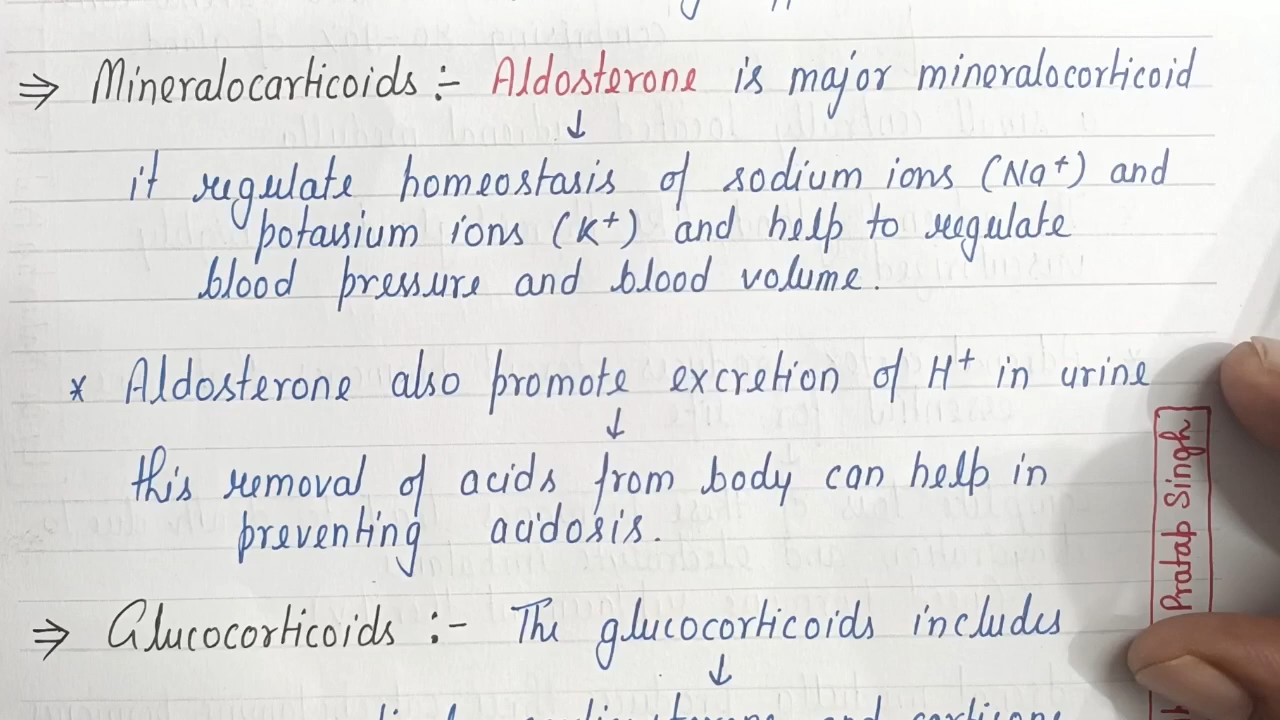 ⇒ Mineralocarticoids :- Aldosterone is major mineralocorticoid
↓
it regulate homeostasis of sodium ions (Na⁺) and
potassium ions (K⁺) and help to regulate
blood pressure and blood volume.
* Aldosterone also promote excretion of H⁺ in urine
↓
this removal of acids from body can help in
preventing acidosis.
⇒ Glucocorticoids :- The glucocorticoids includes
↓
and
Pratap Singh